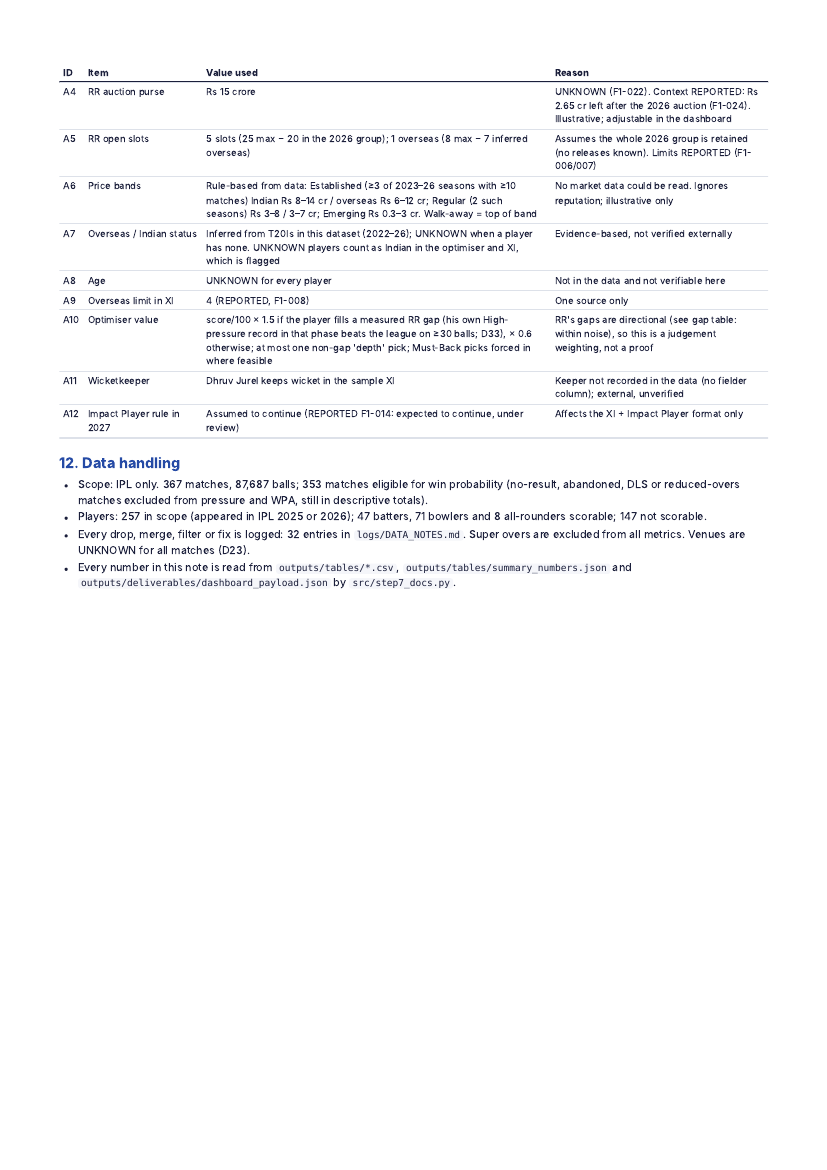 ID Item Value used Reason
A4 RR auction purse Rs 15 crore UNKNOWN (F1-022). Context REPORTED: Rs
2.65 cr left after the 2026 auction (F1-024).
Illustrative; adjustable in the dashboard
A5 RR open slots 5 slots (25 max − 20 in the 2026 group); 1 overseas (8 max − 7 inferred Assumes the whole 2026 group is retained
overseas) (no releases known). Limits REPORTED (F1-
006/007)
A6 Price bands Rule-based from data: Established (≥3 of 2023–26 seasons with ≥10 No market data could be read. Ignores
matches) Indian Rs 8–14 cr / overseas Rs 6–12 cr; Regular (2 such reputation; illustrative only
seasons) Rs 3–8 / 3–7 cr; Emerging Rs 0.3–3 cr. Walk-away = top of band
A7 Overseas / Indian status Inferred from T20Is in this dataset (2022–26); UNKNOWN when a player Evidence-based, not verified externally
has none. UNKNOWN players count as Indian in the optimiser and XI,
which is flagged
A8 Age UNKNOWN for every player Not in the data and not verifiable here
A9 Overseas limit in XI 4 (REPORTED, F1-008) One source only
A10 Optimiser value score/100 × 1.5 if the player fills a measured RR gap (his own High- RR's gaps are directional (see gap table:
pressure record in that phase beats the league on ≥30 balls; D33), × 0.6 within noise), so this is a judgement
otherwise; at most one non-gap 'depth' pick; Must-Back picks forced in weighting, not a proof
where feasible
A11 Wicketkeeper Dhruv Jurel keeps wicket in the sample XI Keeper not recorded in the data (no fielder
column); external, unverified
A12 Impact Player rule in Assumed to continue (REPORTED F1-014: expected to continue, under Affects the XI + Impact Player format only
2027 review)
12. Data handling
• Scope: IPL only. 367 matches, 87,687 balls; 353 matches eligible for win probability (no-result, abandoned, DLS or reduced-overs
matches excluded from pressure and WPA, still in descriptive totals).
• Players: 257 in scope (appeared in IPL 2025 or 2026); 47 batters, 71 bowlers and 8 all-rounders scorable; 147 not scorable.
• Every drop, merge, filter or fix is logged: 32 entries in logs/DATA_NOTES.md. Super overs are excluded from all metrics. Venues are
UNKNOWN for all matches (D23).
• Every number in this note is read from outputs/tables/*.csv, outputs/tables/summary_numbers.json and
outputs/deliverables/dashboard_payload.json by src/step7_docs.py.